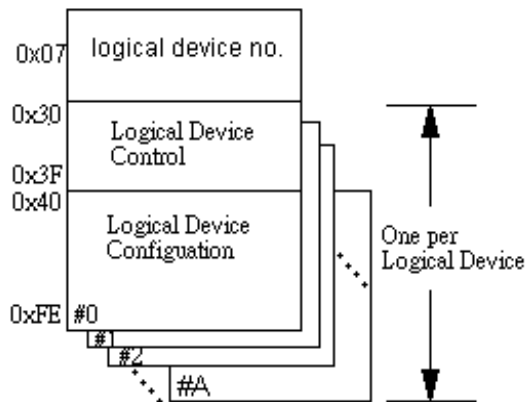 0x07
logical device no.
0x30
Logical Device
Control
0x3F
0x40
Logical Device
Configuation
0xFE
#0
#1
#2
#A
One per
Logical Device